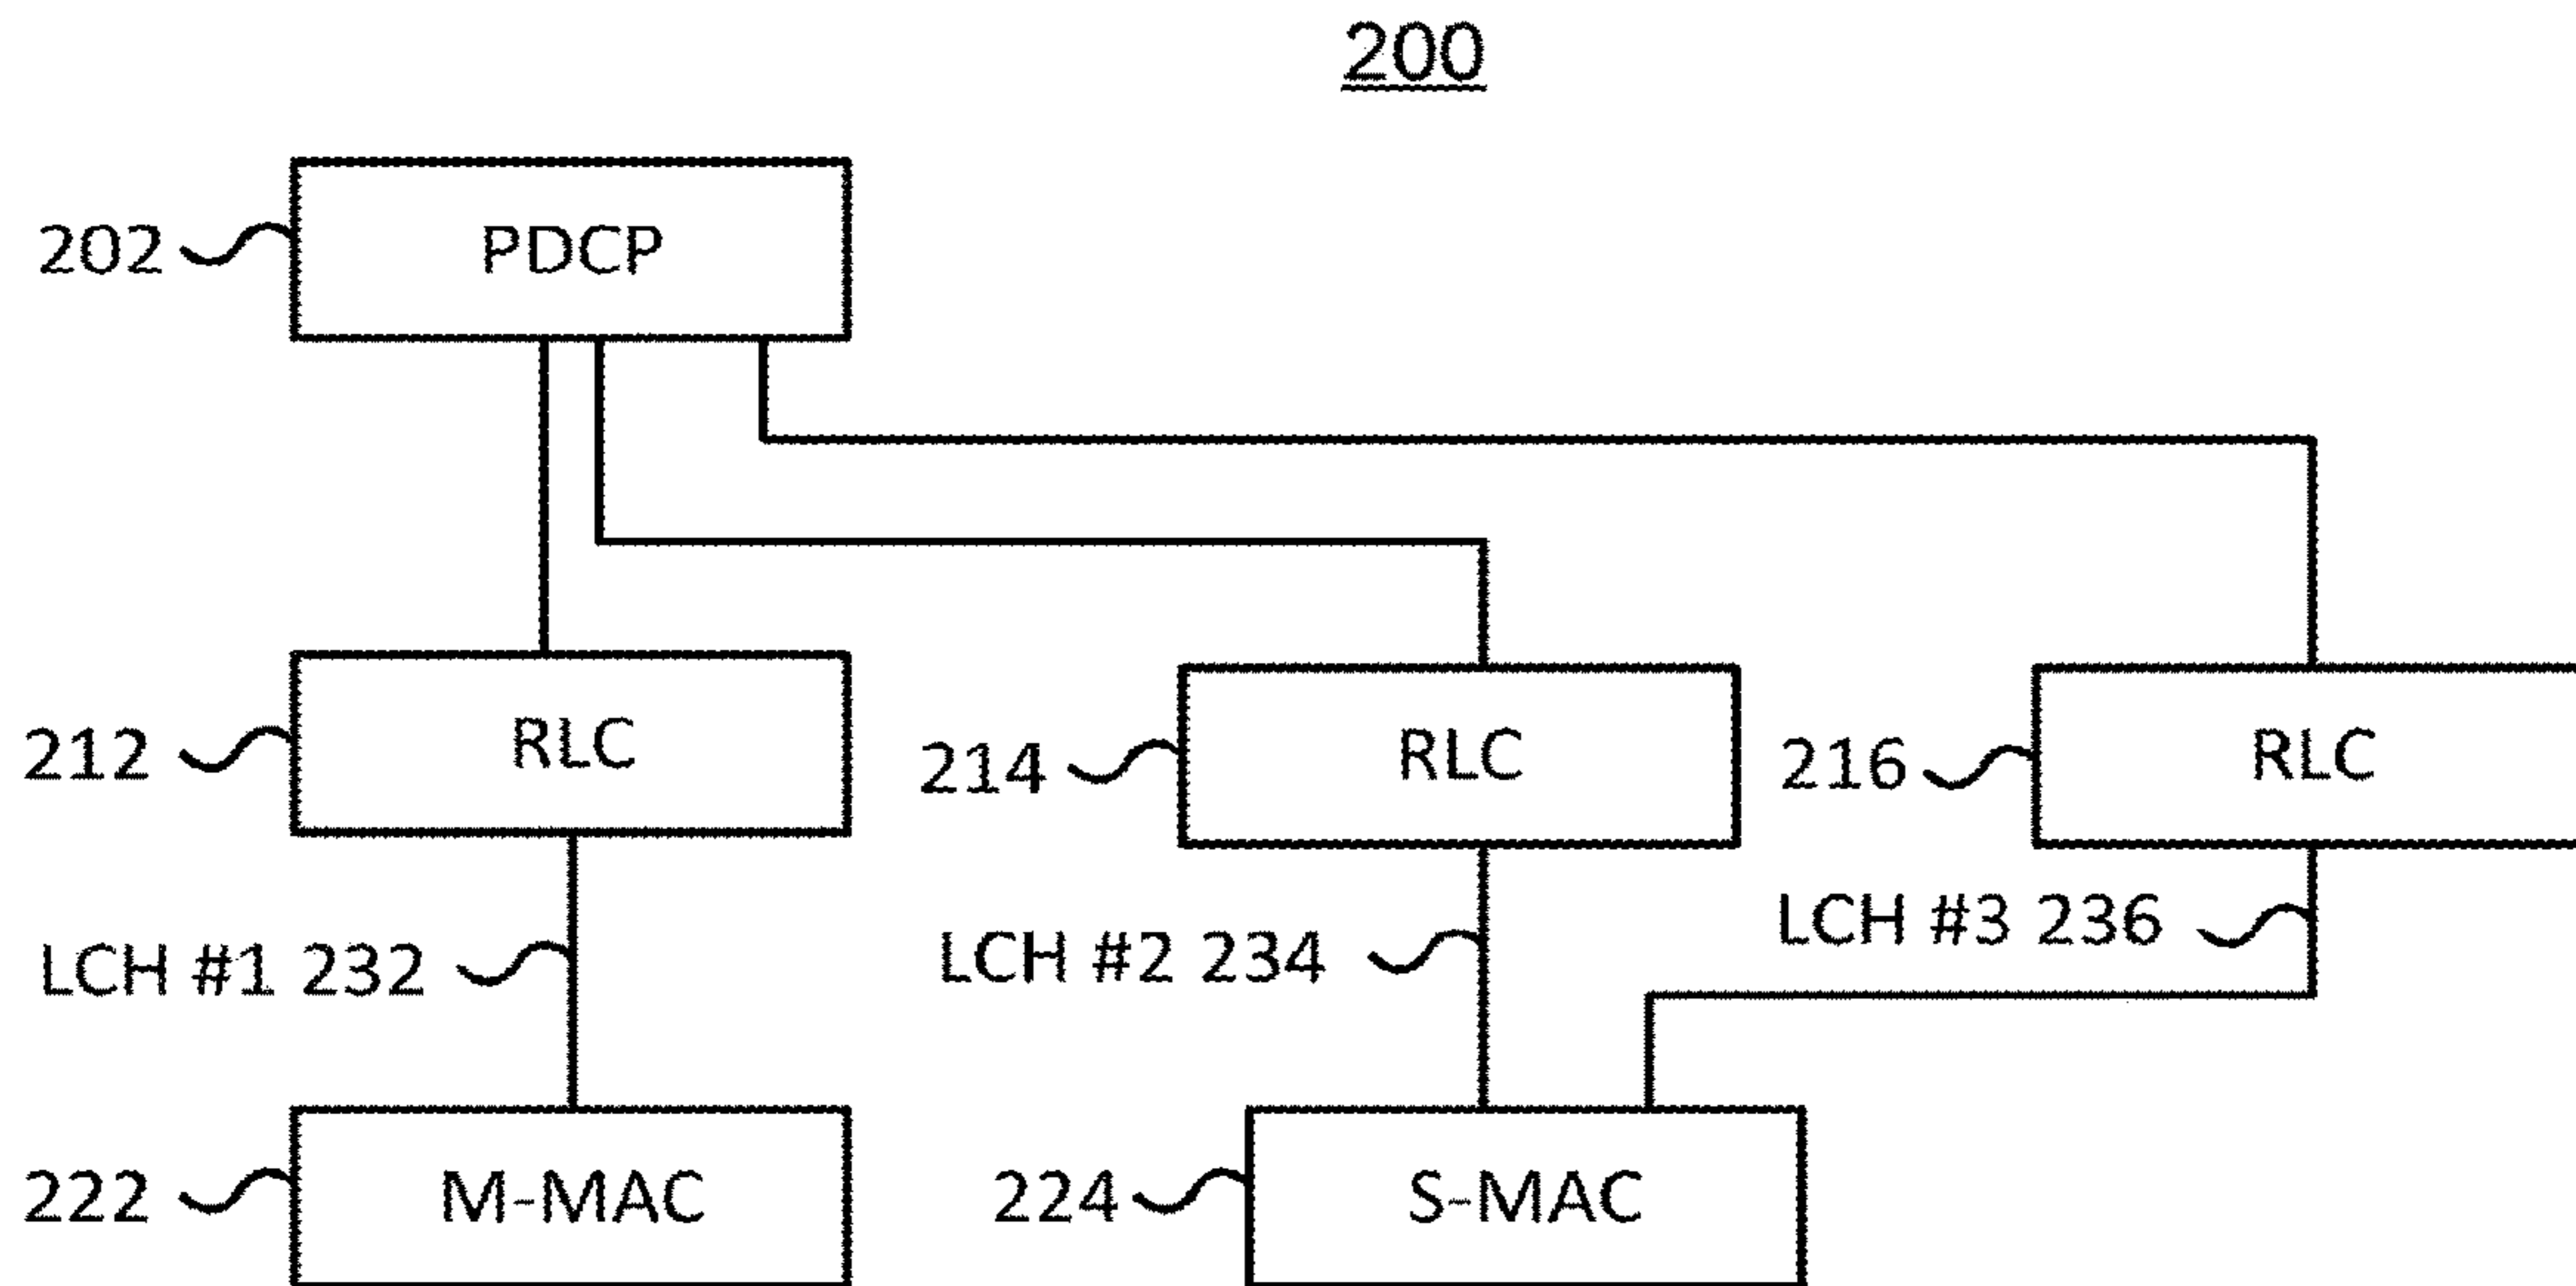 200
202 PDCP
212 RLC
214 RLC
216 RLC
LCH #1 232
LCH #2 234
LCH #3 236
222 M-MAC
224 S-MAC